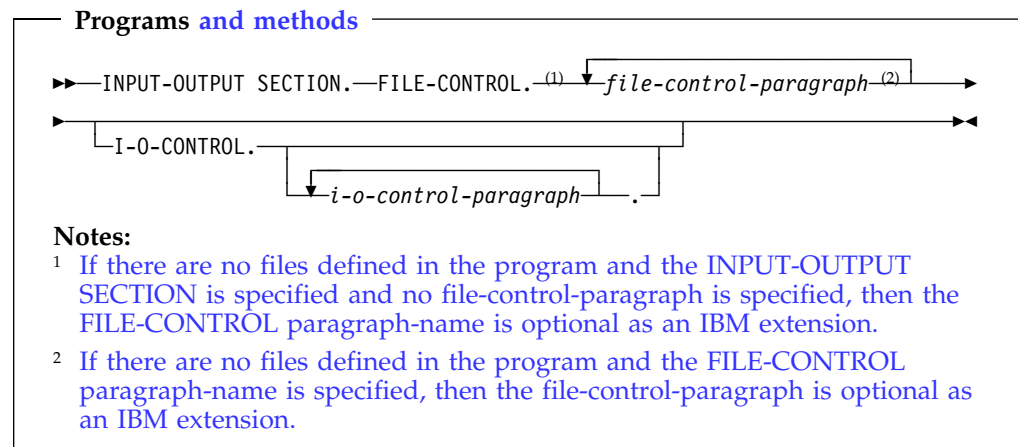 Programs and methods
INPUT-OUTPUT SECTION. FILE-CONTROL. (1) file-control-paragraph (2)
I-O-CONTROL.
i-o-control-paragraph .
Notes:
1 If there are no files defined in the program and the INPUT-OUTPUT
SECTION is specified and no file-control-paragraph is specified, then the
FILE-CONTROL paragraph-name is optional as an IBM extension.
2 If there are no files defined in the program and the FILE-CONTROL
paragraph-name is specified, then the file-control-paragraph is optional as
an IBM extension.